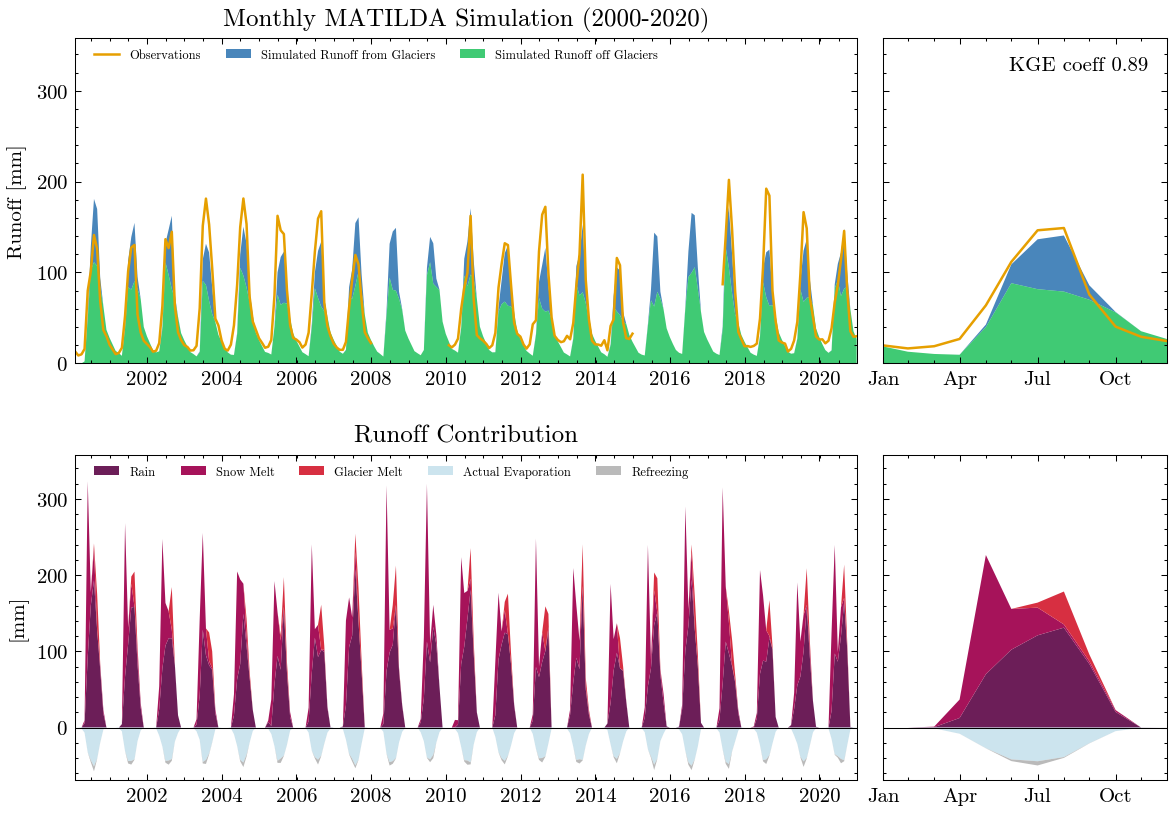 Monthly MATILDA Simulation (2000-2020)
Observations Simulated Runoff from Glaciers Simulated Runoff off Glaciers
KGE coeff 0.89
Runoff [mm]
300
200
100
0
2002 2004 2006 2008 2010 2012 2014 2016 2018 2020
Jan Apr Jul Oct
Runoff Contribution
Rain Snow Melt Glacier Melt Actual Evaporation Refreezing
[mm]
300
200
100
0
2002 2004 2006 2008 2010 2012 2014 2016 2018 2020
Jan Apr Jul Oct